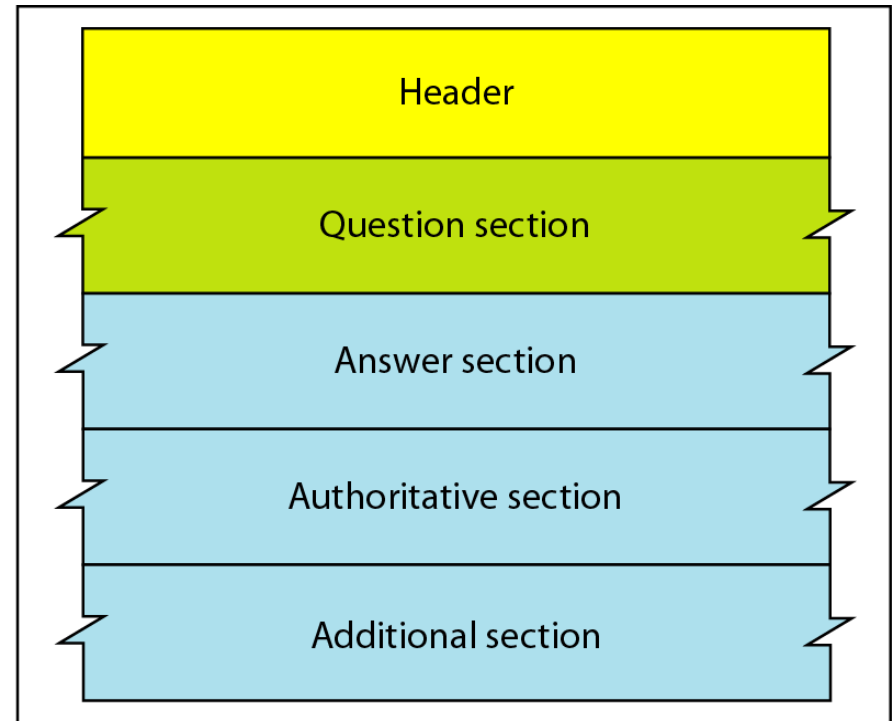 Header
Question section
Answer section
Authoritative section
Additional section